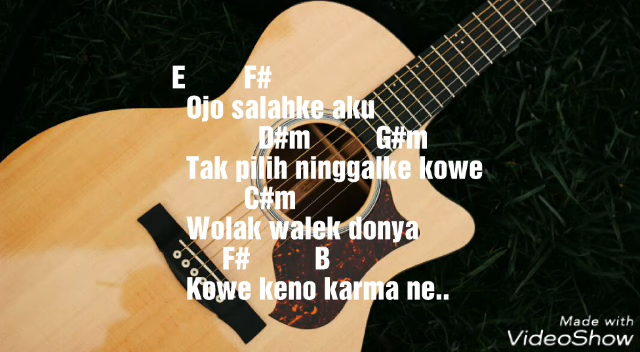 E F#
Ojo salahke aku
D#m G#m
Tak pilih ninggalke kowe
C#m
Wolak walek donya
F# B
Kowe keno karma ne..
Made with
VideoShow